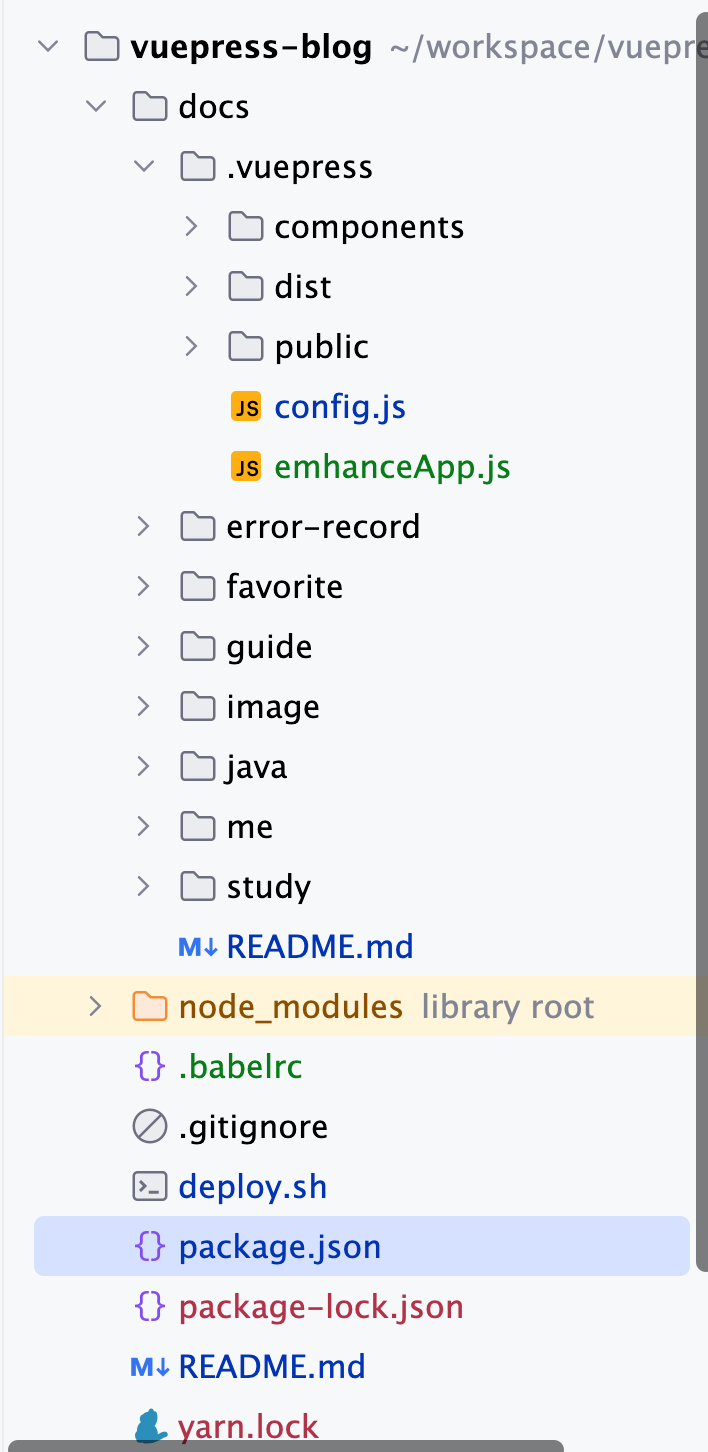 vuepress-blog ~/workspace/vuepre
docs
.vuepress
components
dist
public
JS config.js
JS emhanceApp.js
error-record
favorite
guide
image
java
me
study
M↓ README.md
node_modules library root
{} .babelrc
.gitignore
>_ deploy.sh
{} package.json
{} package-lock.json
M↓ README.md
yarn.lock